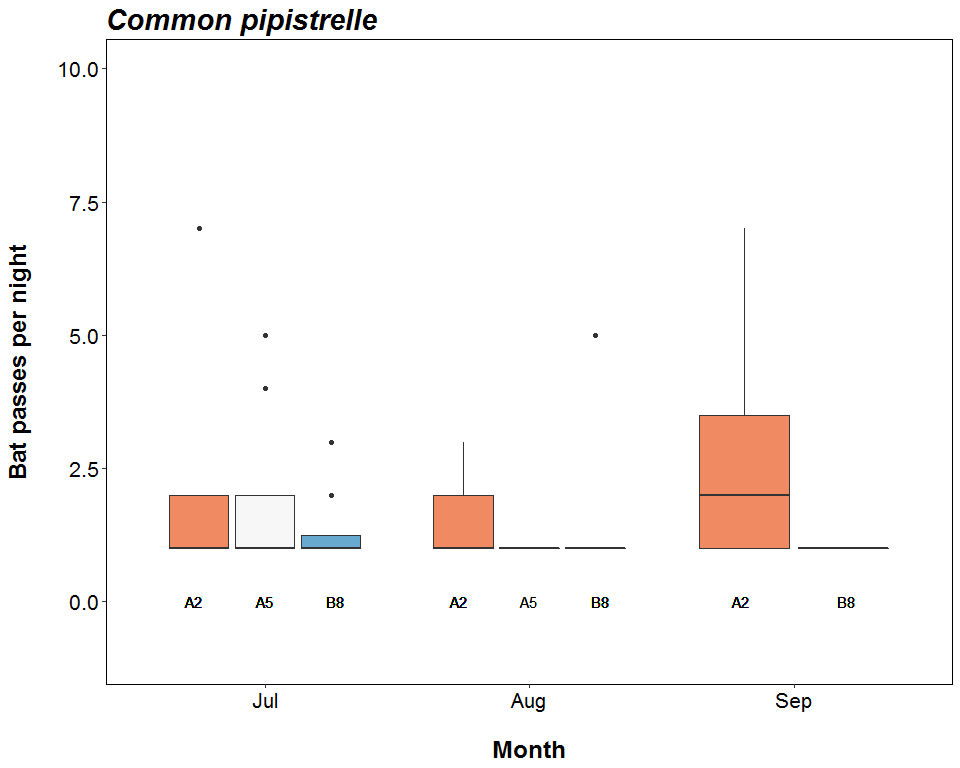 Common pipistrelle
Bat passes per night
10.0
7.5
5.0
2.5
0.0
A2 A5 B8 A2 A5 B8 A2 B8
Jul Aug Sep
Month